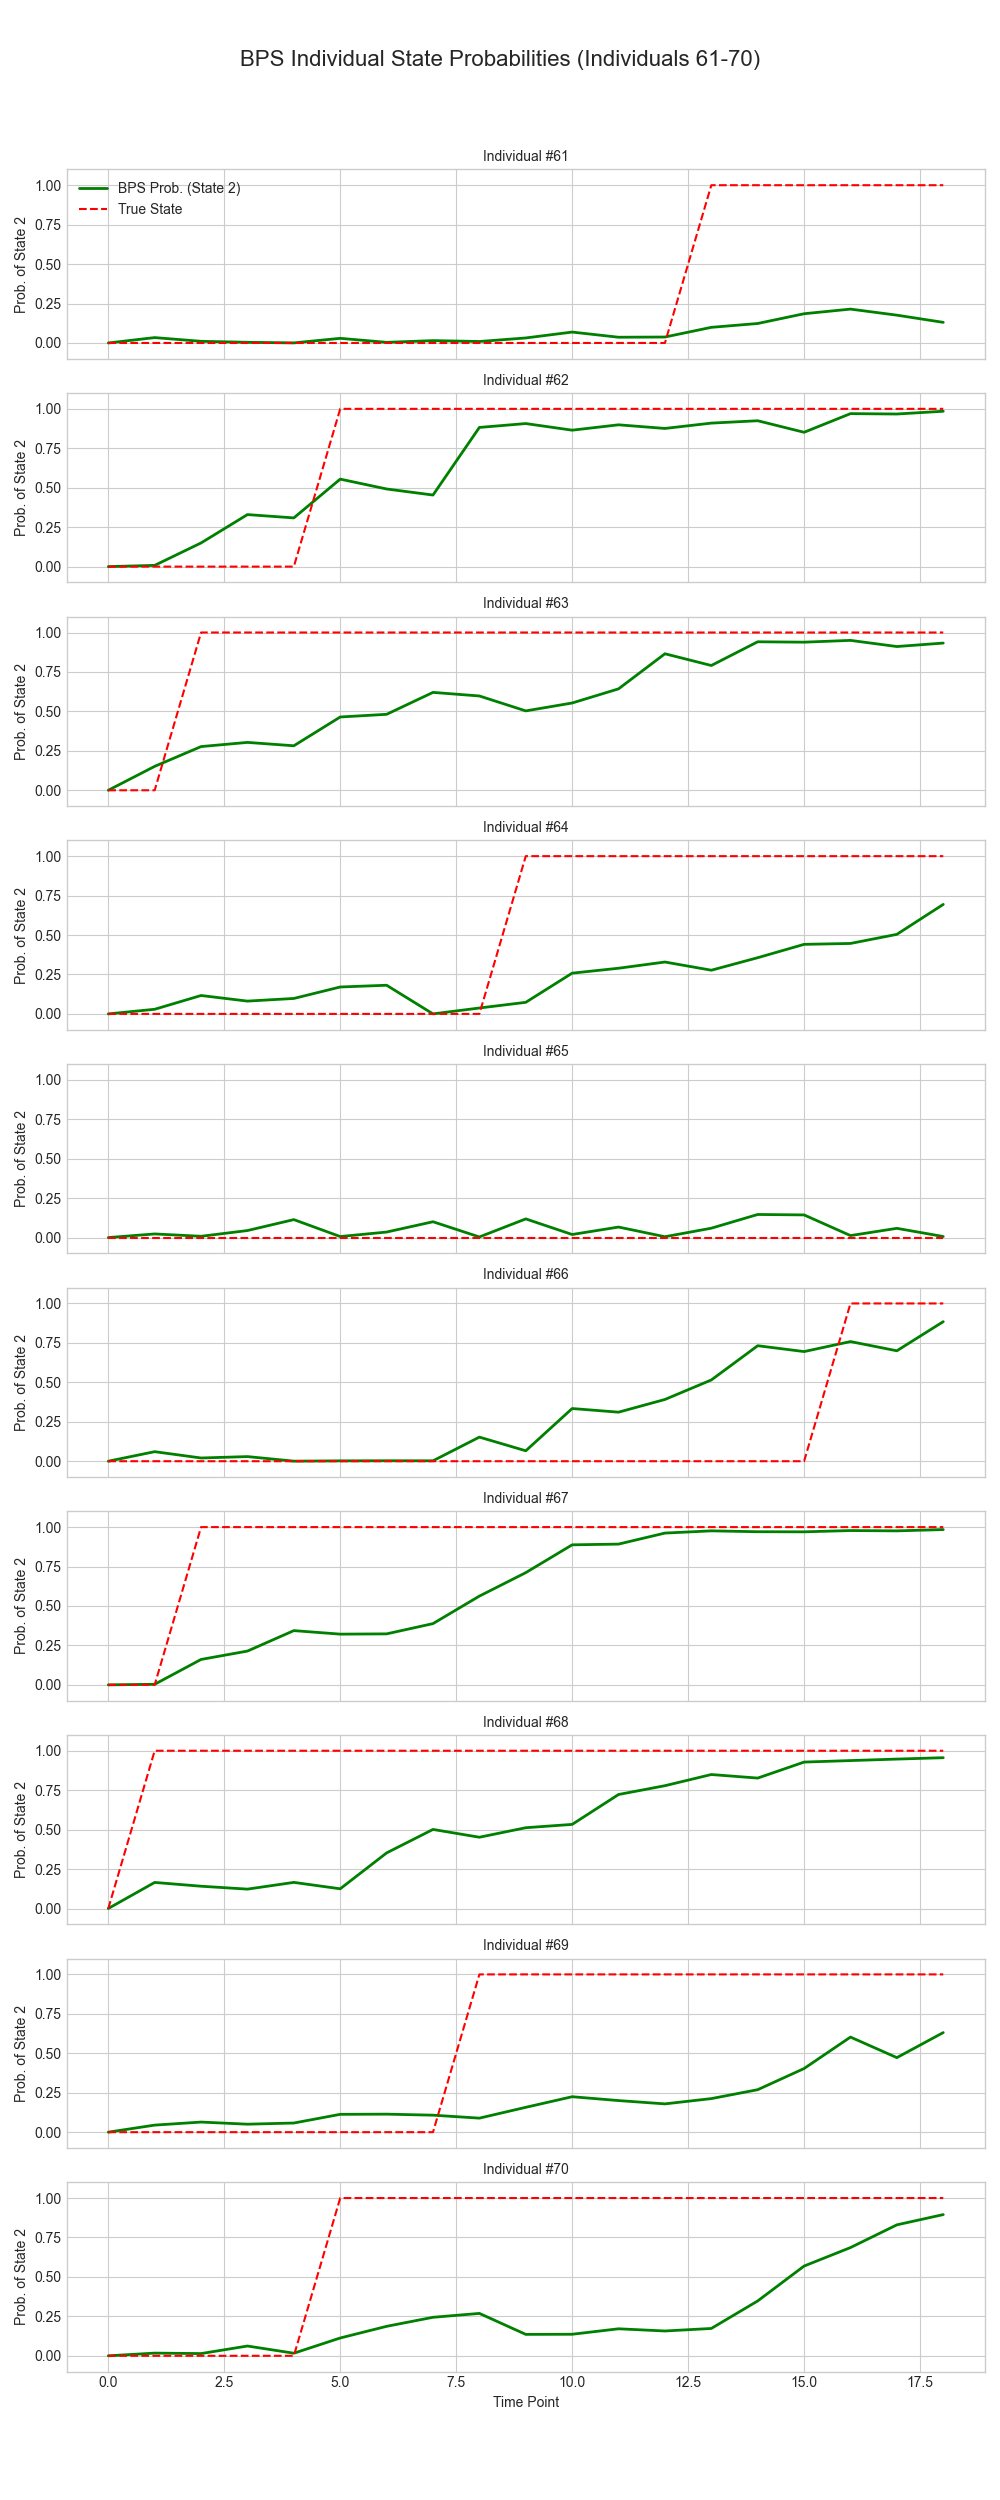 BPS Individual State Probabilities (Individuals 61-70)
Individual #61
BPS Prob. (State 2)
True State
1.00
0.75
0.50
0.25
0.00
Prob. of State 2
Individual #62
1.00
0.75
0.50
0.25
0.00
Prob. of State 2
Individual #63
1.00
0.75
0.50
0.25
0.00
Prob. of State 2
Individual #64
1.00
0.75
0.50
0.25
0.00
Prob. of State 2
Individual #65
1.00
0.75
0.50
0.25
0.00
Prob. of State 2
Individual #66
1.00
0.75
0.50
0.25
0.00
Prob. of State 2
Individual #67
1.00
0.75
0.50
0.25
0.00
Prob. of State 2
Individual #68
1.00
0.75
0.50
0.25
0.00
Prob. of State 2
Individual #69
1.00
0.75
0.50
0.25
0.00
Prob. of State 2
Individual #70
1.00
0.75
0.50
0.25
0.00
Prob. of State 2
0.0 2.5 5.0 7.5 10.0 12.5 15.0 17.5
Time Point